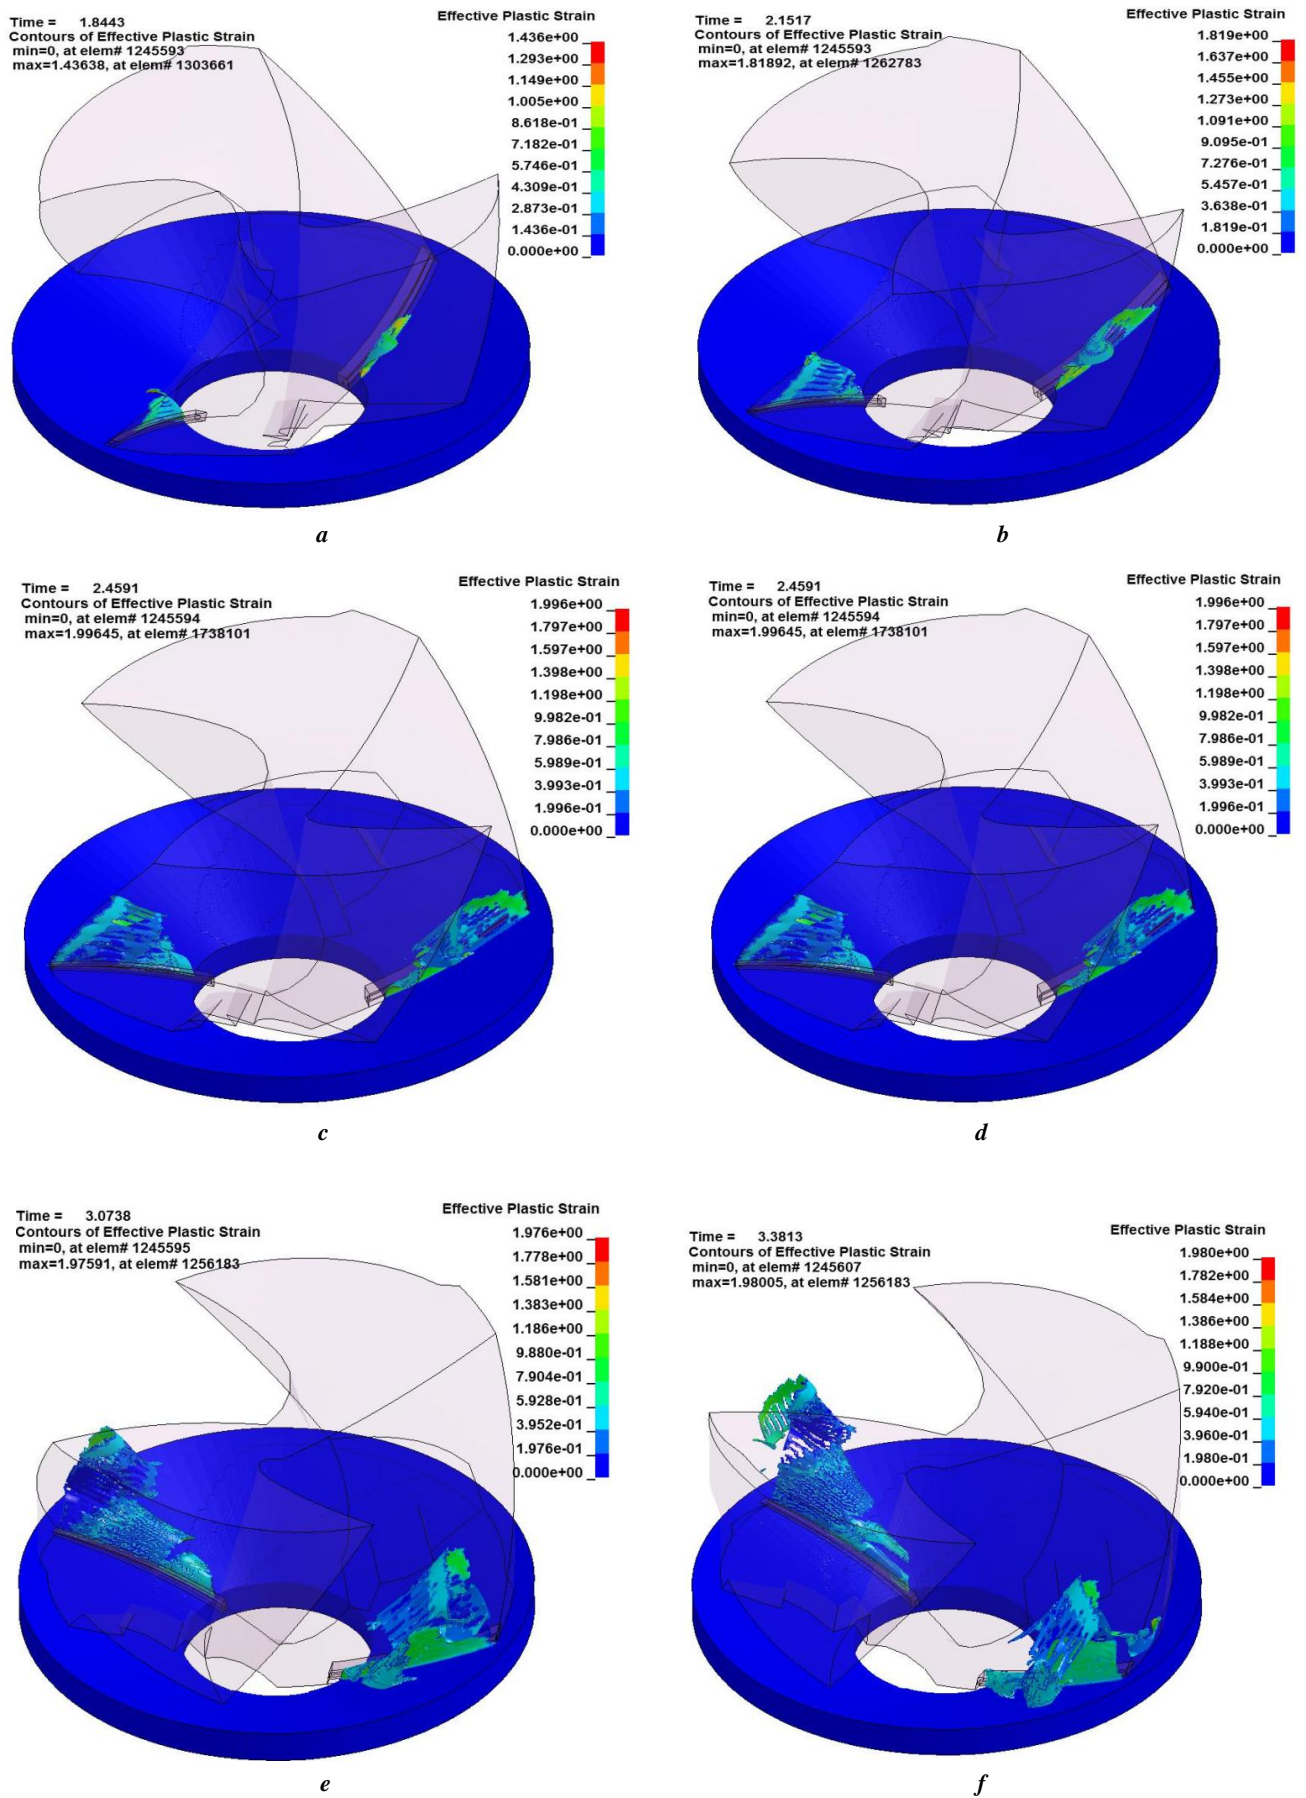 Time = 1.8443
Contours of Effective Plastic Strain
min=0, at elem# 1245593
max=1.43638, at elem# 1303661
Effective Plastic Strain
1.436e+00
1.293e+00
1.149e+00
1.005e+00
8.618e-01
7.182e-01
5.746e-01
4.309e-01
2.873e-01
1.436e-01
0.000e+00
a
Time = 2.1517
Contours of Effective Plastic Strain
min=0, at elem# 1245593
max=1.81892, at elem# 1262783
Effective Plastic Strain
1.819e+00
1.637e+00
1.455e+00
1.273e+00
1.091e+00
9.095e-01
7.276e-01
5.457e-01
3.638e-01
1.819e-01
0.000e+00
b
Time = 2.4591
Contours of Effective Plastic Strain
min=0, at elem# 1245594
max=1.99645, at elem# 1738101
Effective Plastic Strain
1.996e+00
1.797e+00
1.597e+00
1.398e+00
1.198e+00
9.982e-01
7.986e-01
5.989e-01
3.993e-01
1.996e-01
0.000e+00
c
Time = 2.4591
Contours of Effective Plastic Strain
min=0, at elem# 1245594
max=1.99645, at elem# 1738101
Effective Plastic Strain
1.996e+00
1.797e+00
1.597e+00
1.398e+00
1.198e+00
9.982e-01
7.986e-01
5.989e-01
3.993e-01
1.996e-01
0.000e+00
d
Time = 3.0738
Contours of Effective Plastic Strain
min=0, at elem# 1245595
max=1.97591, at elem# 1256183
Effective Plastic Strain
1.976e+00
1.778e+00
1.581e+00
1.383e+00
1.186e+00
9.880e-01
7.904e-01
5.928e-01
3.952e-01
1.976e-01
0.000e+00
e
Time = 3.3813
Contours of Effective Plastic Strain
min=0, at elem# 1245607
max=1.98005, at elem# 1256183
Effective Plastic Strain
1.980e+00
1.782e+00
1.584e+00
1.386e+00
1.188e+00
9.900e-01
7.920e-01
5.940e-01
3.960e-01
1.980e-01
0.000e+00
f